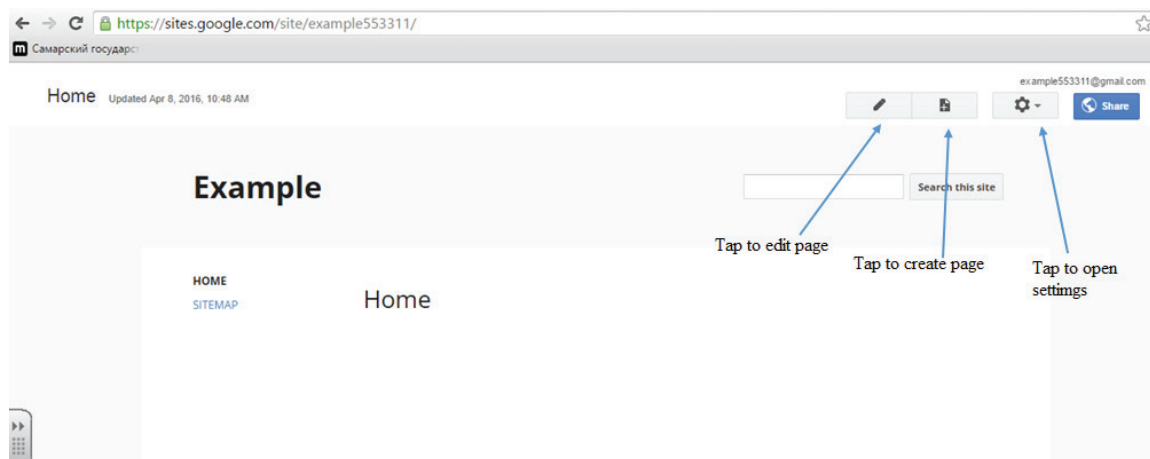 https://sites.google.com/site/example553311/
m Самарский государс
example553311@gmail.com
Home Updated Apr 8, 2016, 10:48 AM
Share
Example
Search this site
Tap to edit page
Tap to create page
Tap to open
settimgs
HOME
SITEMAP
Home